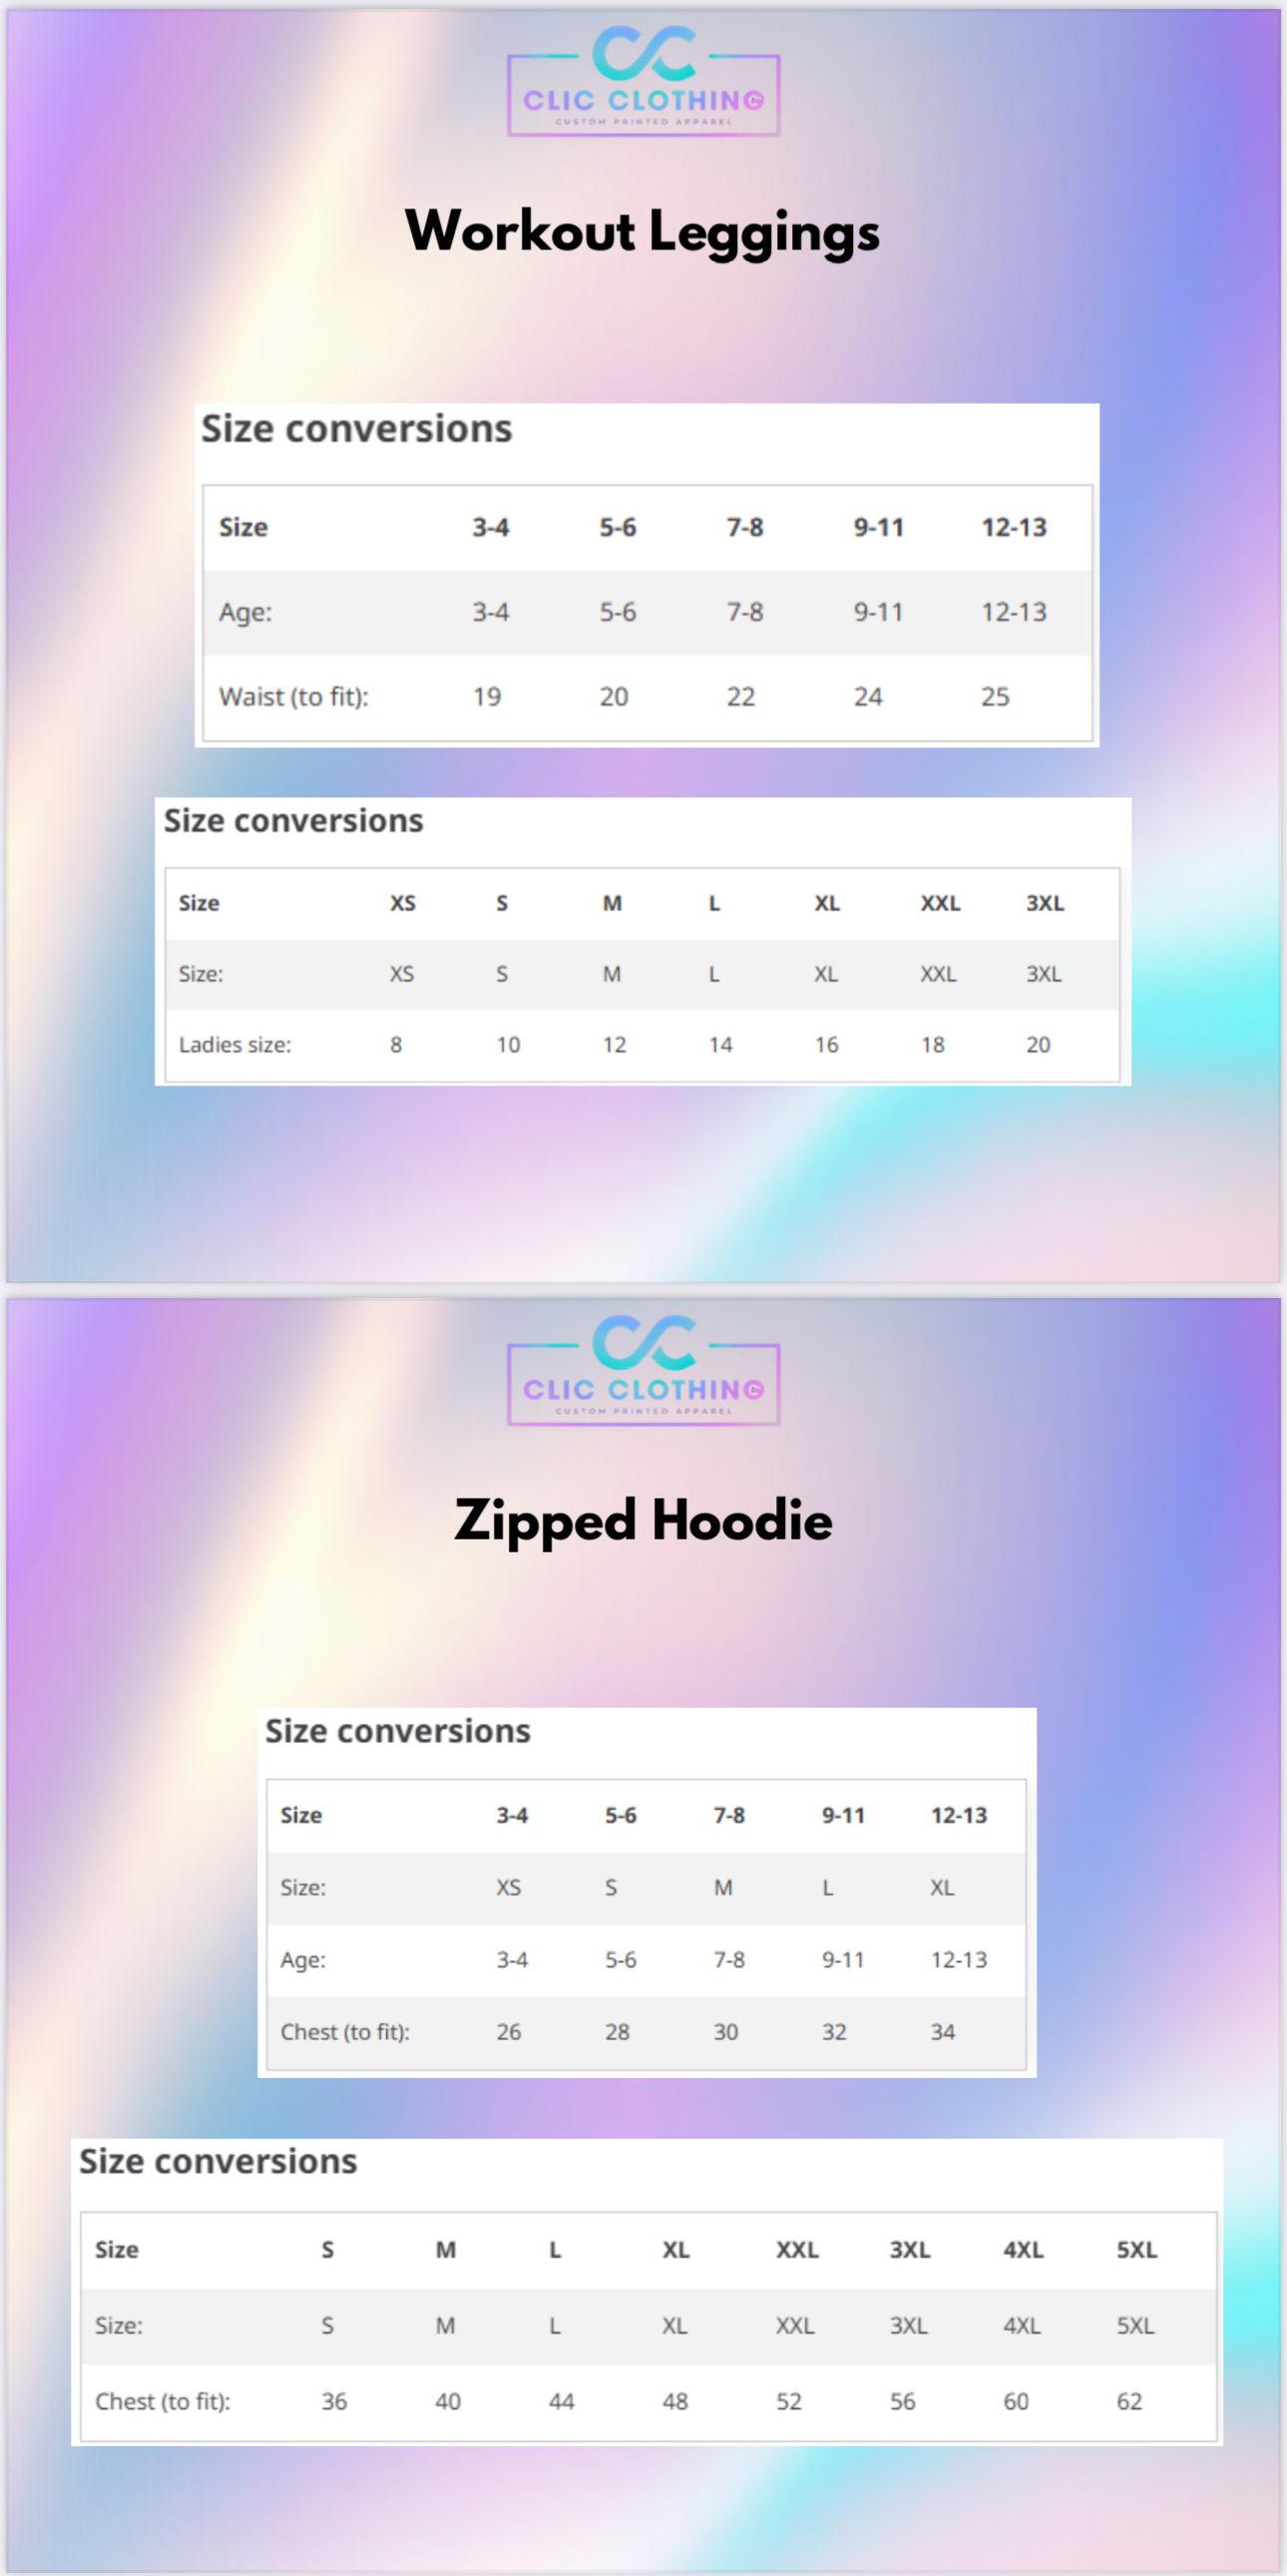 CC
CLIC CLOTHING
CUSTOM PRINTED APPAREL
Workout Leggings
Size conversions
Size 3-4 5-6 7-8 9-11 12-13
Age: 3-4 5-6 7-8 9-11 12-13
Waist (to fit): 19 20 22 24 25
Size conversions
Size XS S M L XL XXL 3XL
Size: XS S M L XL XXL 3XL
Ladies size: 8 10 12 14 16 18 20
CC
CLIC CLOTHING
CUSTOM PRINTED APPAREL
Zipped Hoodie
Size conversions
Size 3-4 5-6 7-8 9-11 12-13
Size: XS S M L XL
Age: 3-4 5-6 7-8 9-11 12-13
Chest (to fit): 26 28 30 32 34
Size conversions
Size S M L XL XXL 3XL 4XL 5XL
Size: S M L XL XXL 3XL 4XL 5XL
Chest (to fit): 36 40 44 48 52 56 60 62